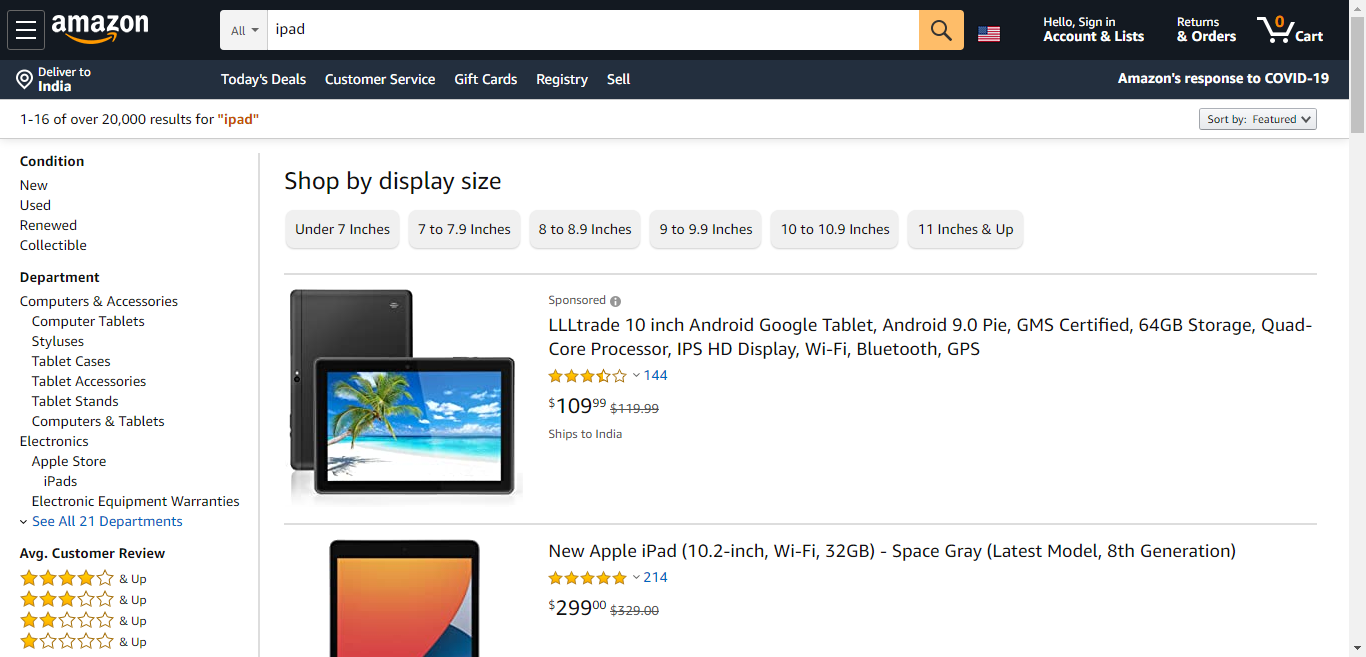 amazon
All
ipad
Hello, Sign in
Account & Lists
Returns
& Orders
0
Cart
Deliver to
India
Today's Deals
Customer Service
Gift Cards
Registry
Sell
Amazon's response to COVID-19
1-16 of over 20,000 results for "ipad"
Sort by: Featured
Condition
New
Used
Renewed
Collectible
Department
Computers & Accessories
Computer Tablets
Styluses
Tablet Cases
Tablet Accessories
Tablet Stands
Computers & Tablets
Electronics
Apple Store
iPads
Electronic Equipment Warranties
See All 21 Departments
Avg. Customer Review
& Up
& Up
& Up
& Up
Shop by display size
Under 7 Inches
7 to 7.9 Inches
8 to 8.9 Inches
9 to 9.9 Inches
10 to 10.9 Inches
11 Inches & Up
Sponsored
LLLtrade 10 inch Android Google Tablet, Android 9.0 Pie, GMS Certified, 64GB Storage, Quad-
Core Processor, IPS HD Display, Wi-Fi, Bluetooth, GPS
144
$10999 $119.99
Ships to India
New Apple iPad (10.2-inch, Wi-Fi, 32GB) - Space Gray (Latest Model, 8th Generation)
214
$29900 $329.00